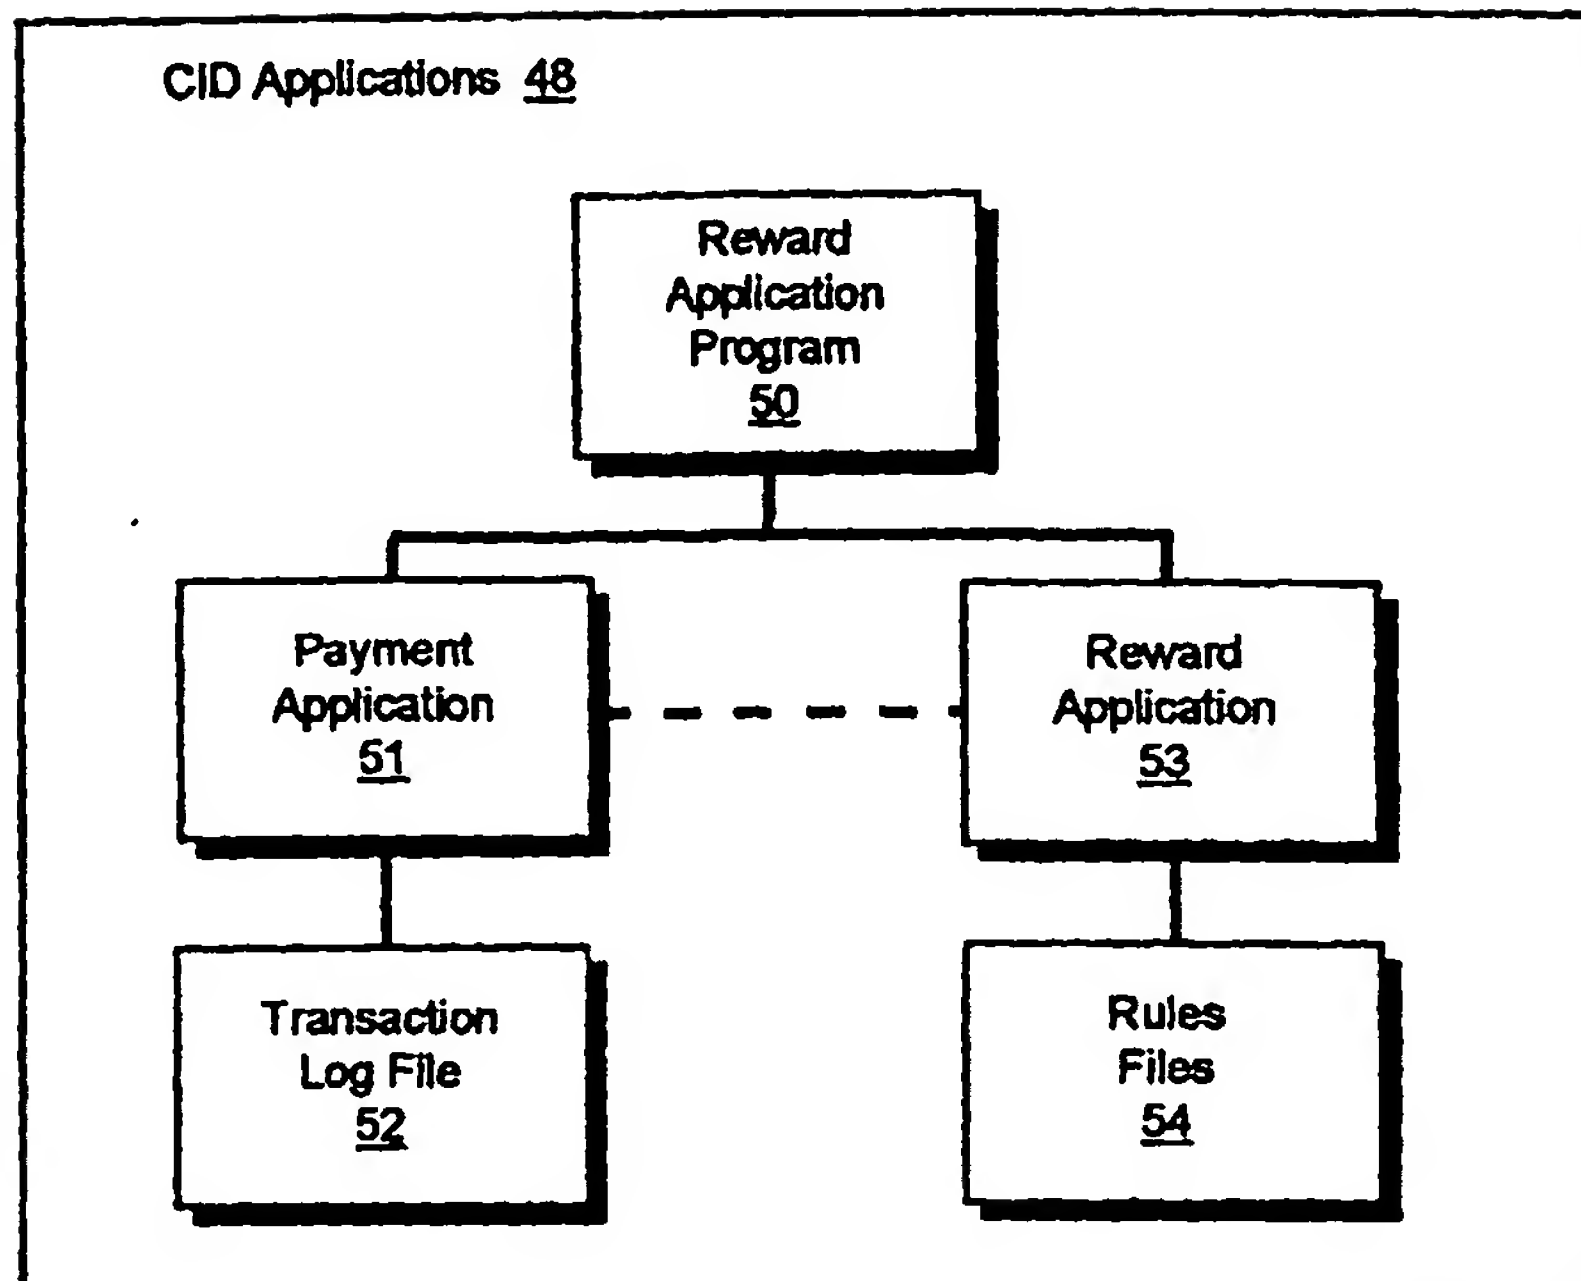 CID Applications 48
Reward
Application
Program
50
Payment
Application
51
Reward
Application
53
Transaction
Log File
52
Rules
Files
54